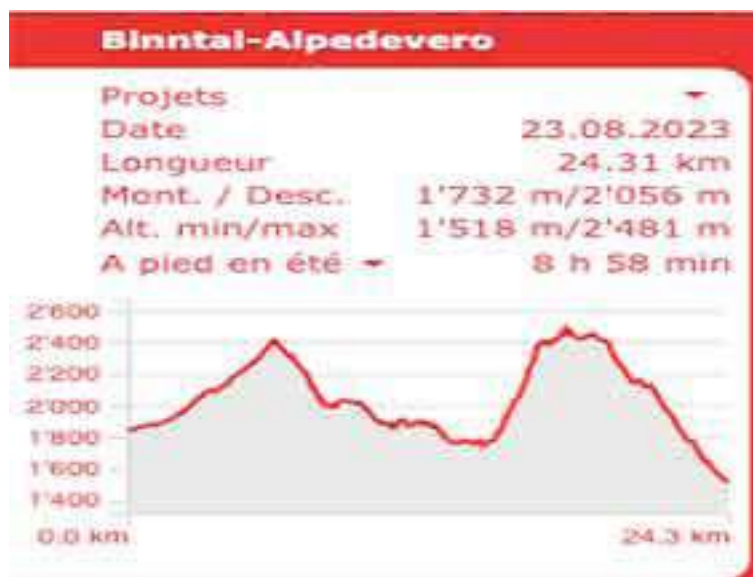 Binntal-Alpedevero
Projets
Date 23.08.2023
Longueur 24.31 km
Mont. / Desc. 1'732 m/2'056 m
Alt. min/max 1'518 m/2'481 m
A pied en été 8 h 58 min
2'600
2'400
2'200
2'000
1'800
1'600
1'400
0.0 km 24.3 km